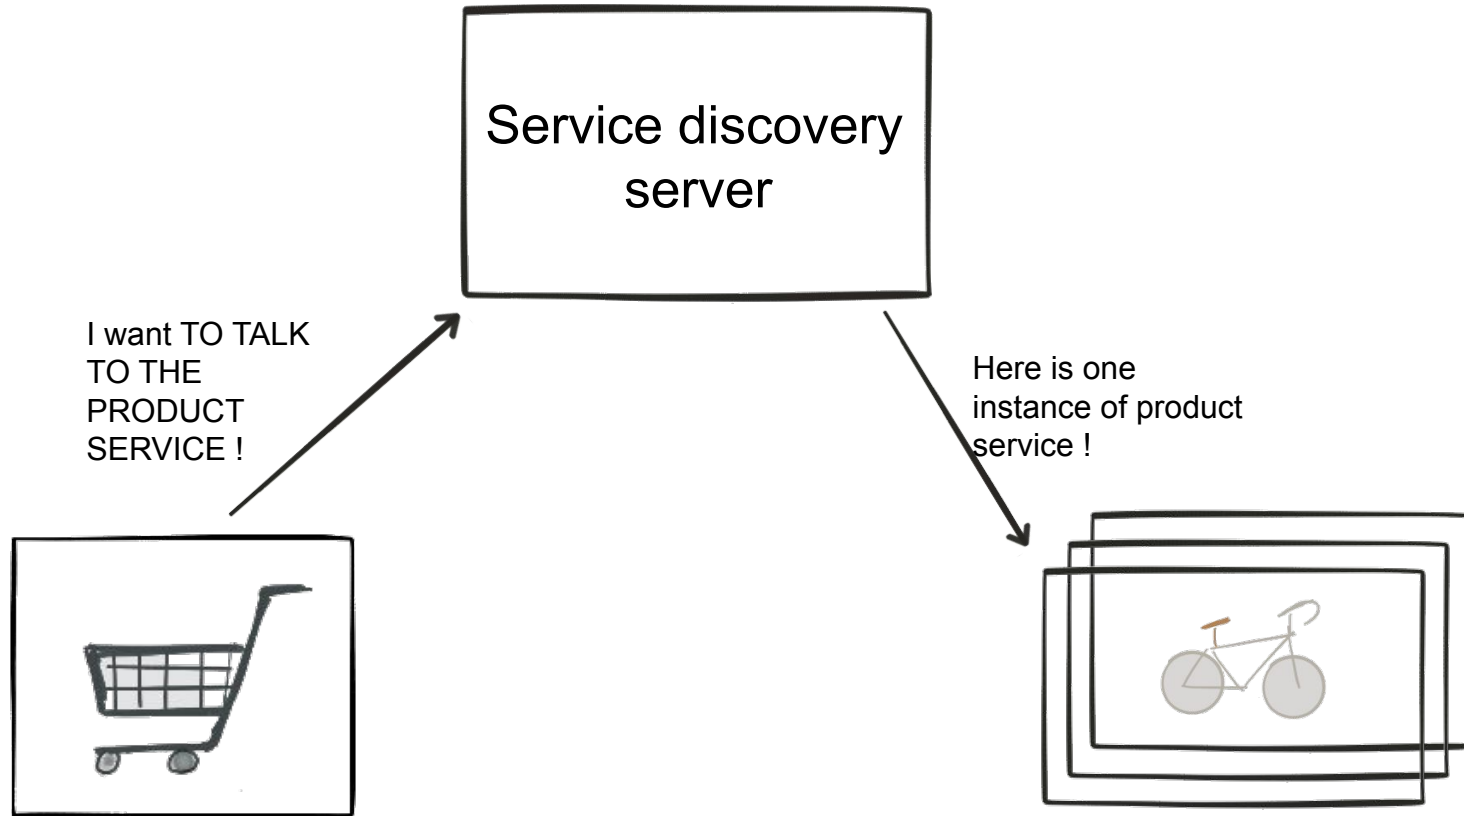 Service discovery
server
I want TO TALK
TO THE
PRODUCT
SERVICE !
Here is one
instance of product
service !